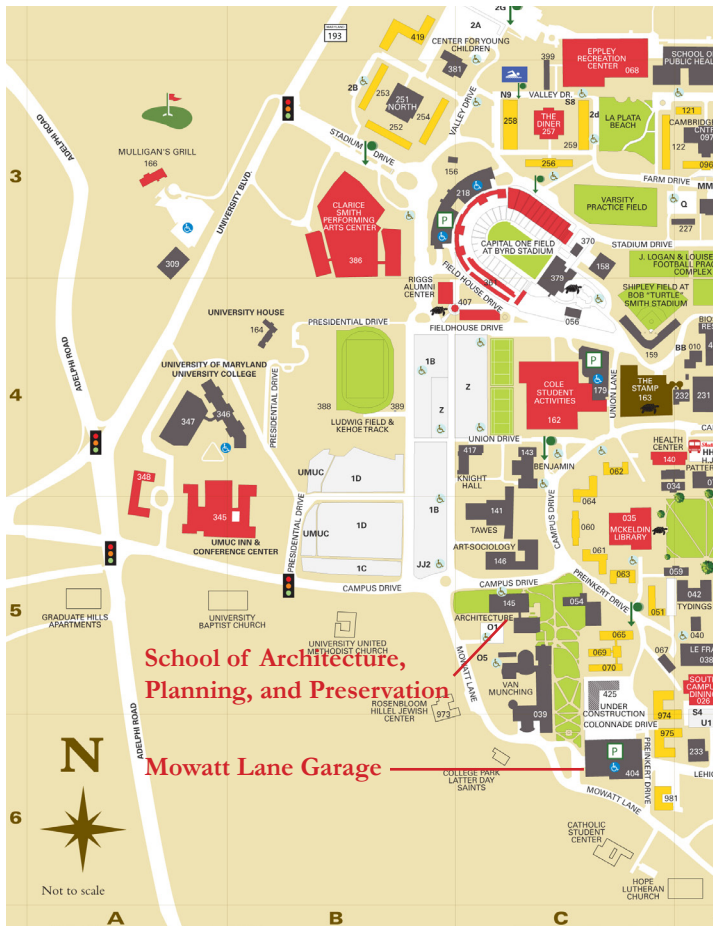 2G
2A
MARYLAND
193
419
CENTER FOR YOUNG
CHILDREN
381
399
EPPLEY
RECREATION
CENTER 068
SCHOOL O
PUBLIC HEAL
2B
253
251
NORTH
254
252
VALLEY DRIVE
N9
VALLEY DR.
S8
258
THE
DINER
257
259
2d
LA PLATA
BEACH
121
CAMBRIDG
CNTR
097
122
096
MULLIGAN'S GRILL
166
ADELPHI ROAD
STADIUM DRIVE
156
256
FARM DRIVE
MM
3
UNIVERSITY BLVD.
218
P
CLARICE
SMITH
PERFORMING
ARTS CENTER
386
VARSITY
PRACTICE FIELD
Q
227
CAPITAL ONE FIELD
AT BYRD STADIUM
370
STADIUM DRIVE
309
379
158
J. LOGAN & LOUISE
FOOTBALL PRAC
COMPLEX
RIGGS
ALUMNI
CENTER
407
FIELD HOUSE DRIVE
361
SHIPLEY FIELD AT
BOB "TURTLE"
SMITH STADIUM
UNIVERSITY HOUSE
164
PRESIDENTIAL DRIVE
FIELDHOUSE DRIVE
056
159
BB
010
BIO
RES
UNIVERSITY OF MARYLAND
UNIVERSITY COLLEGE
ADELPHI ROAD
1B
Z
P
179
COLE
STUDENT
ACTIVITIES
162
UNION LANE
THE
STAMP
163
232
231
4
346
347
PRESIDENTIAL DRIVE
388
389
LUDWIG FIELD &
KEHOE TRACK
Z
UNION DRIVE
417
143
BENJAMIN
KNIGHT
HALL
HEALTH
CENTER
140
HH
H.J.
PATTER
034
348
UMUC
1D
062
064
CAMPUS DRIVE
345
UMUC INN &
CONFERENCE CENTER
PRESIDENTIAL DRIVE
1D
UMUC
1B
141
TAWES
ART-SOCIOLOGY
146
060
035
MCKELDIN
LIBRARY
061
063
1C
JJ2
CAMPUS DRIVE
CAMPUS DRIVE
PREINKERT DRIVE
059
042
TYDINGS
5
GRADUATE HILLS
APARTMENTS
UNIVERSITY
BAPTIST CHURCH
UNIVERSITY UNITED
METHODIST CHURCH
145
ARCHITECTURE
O1
054
051
065
040
069
067
LE FRA
038
070
School of Architecture,
Planning, and Preservation
MOWATT LANE
O5
VAN
MUNCHING
039
425
UNDER
CONSTRUCTION
COLONNADE DRIVE
SOUTH
CAMPU
DINING
026
S4
U1
974
975
ROSENBLOOM
HILLEL JEWISH
CENTER
973
ADELPHI ROAD
Mowatt Lane Garage
COLLEGE PARK
LATTER DAY
SAINTS
P
404
PREINKERT DRIVE
233
LEHIG
981
MOWATT LANE
N
6
CATHOLIC
STUDENT
CENTER
Not to scale
HOPE
LUTHERAN
CHURCH
A
B
C